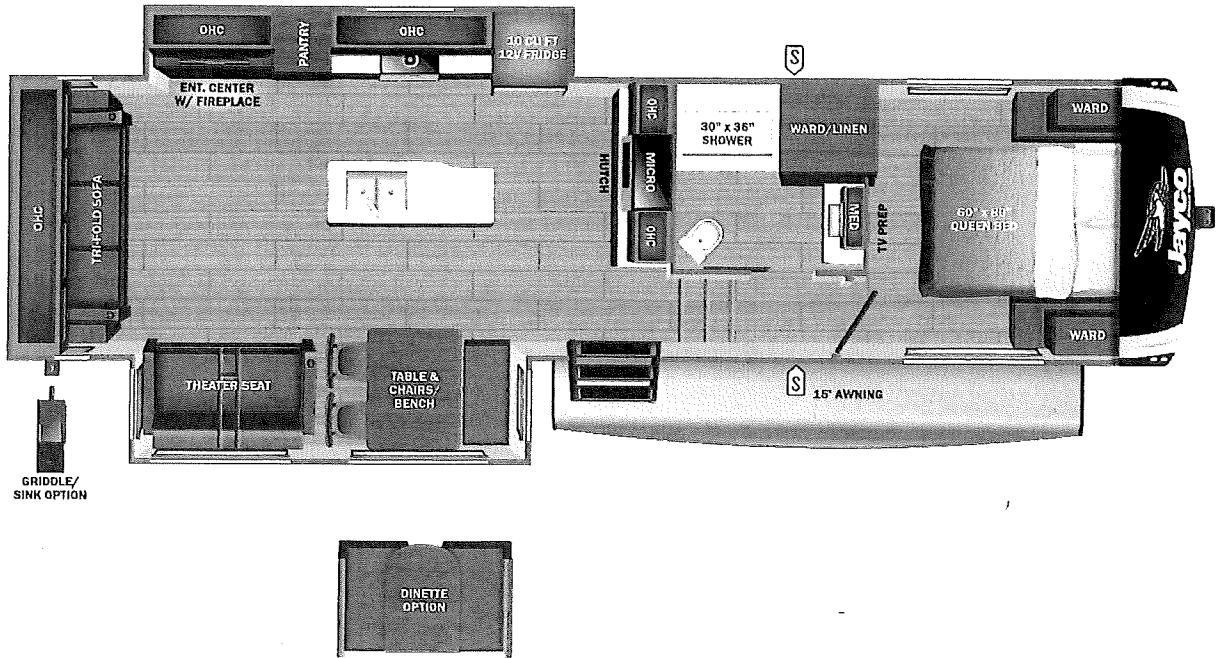 OHC
PANTRY
OHC
10 CU FT
12V FRIDGE
ENT. CENTER
W/ FIREPLACE
OHC
TRI-FOLD SOFA
HUTCH
OHC
MICRO
OHC
30" x 36"
SHOWER
S
WARD/LINEN
MED
TV PREP
WARD
60" x 80"
QUEEN BED
WARD
Jayco
THEATER SEAT
TABLE &
CHAIRS/
BENCH
S
15' AWNING
GRIDDLE/
SINK OPTION
DINETTE
OPTION